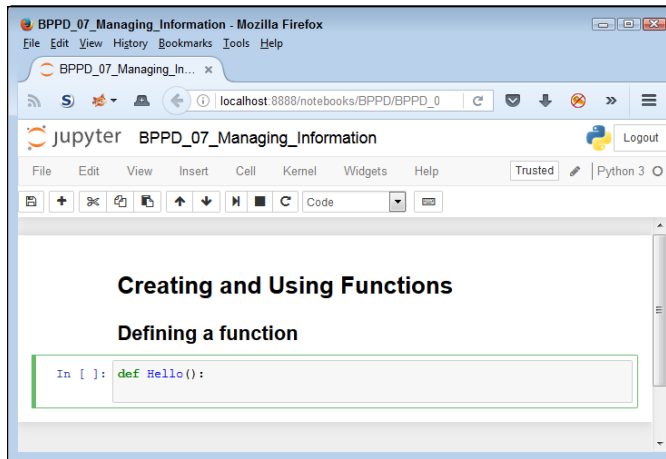 BPPD_07_Managing_Information - Mozilla Firefox
File Edit View History Bookmarks Tools Help
BPPD_07_Managing_In... ×
localhost:8888/notebooks/BPPD/BPPD_0
jupyter BPPD_07_Managing_Information Logout
File Edit View Insert Cell Kernel Widgets Help Trusted Python 3
Code
Creating and Using Functions
Defining a function
In [ ]: def Hello():